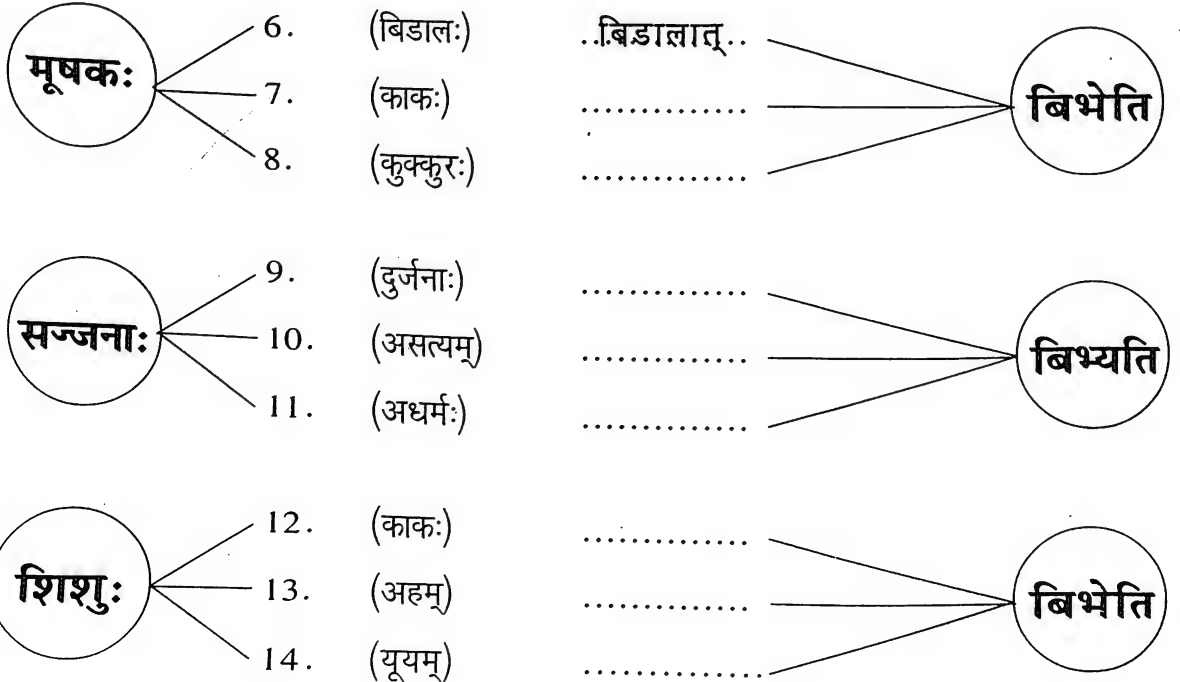 6. (बिडालः) ..बिडालात्..
मूषकः 7. (काकः) ............. बिभेति
8. (कुक्कुरः) .............
9. (दुर्जनाः) .............
सज्जनाः 10. (असत्यम्) ............. बिभ्यति
11. (अधर्मः) .............
12. (काकः) .............
शिशुः 13. (अहम्) ............. बिभेति
14. (यूयम्) ..............